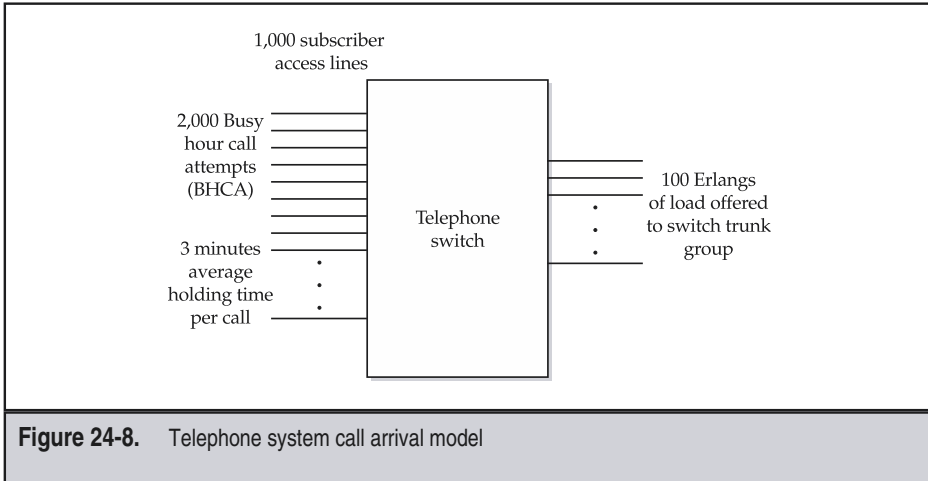 1,000 subscriber
access lines
2,000 Busy
hour call
attempts
(BHCA)
3 minutes
average
holding time
per call
Telephone
switch
100 Erlangs
of load offered
to switch trunk
group
Figure 24-8. Telephone system call arrival model